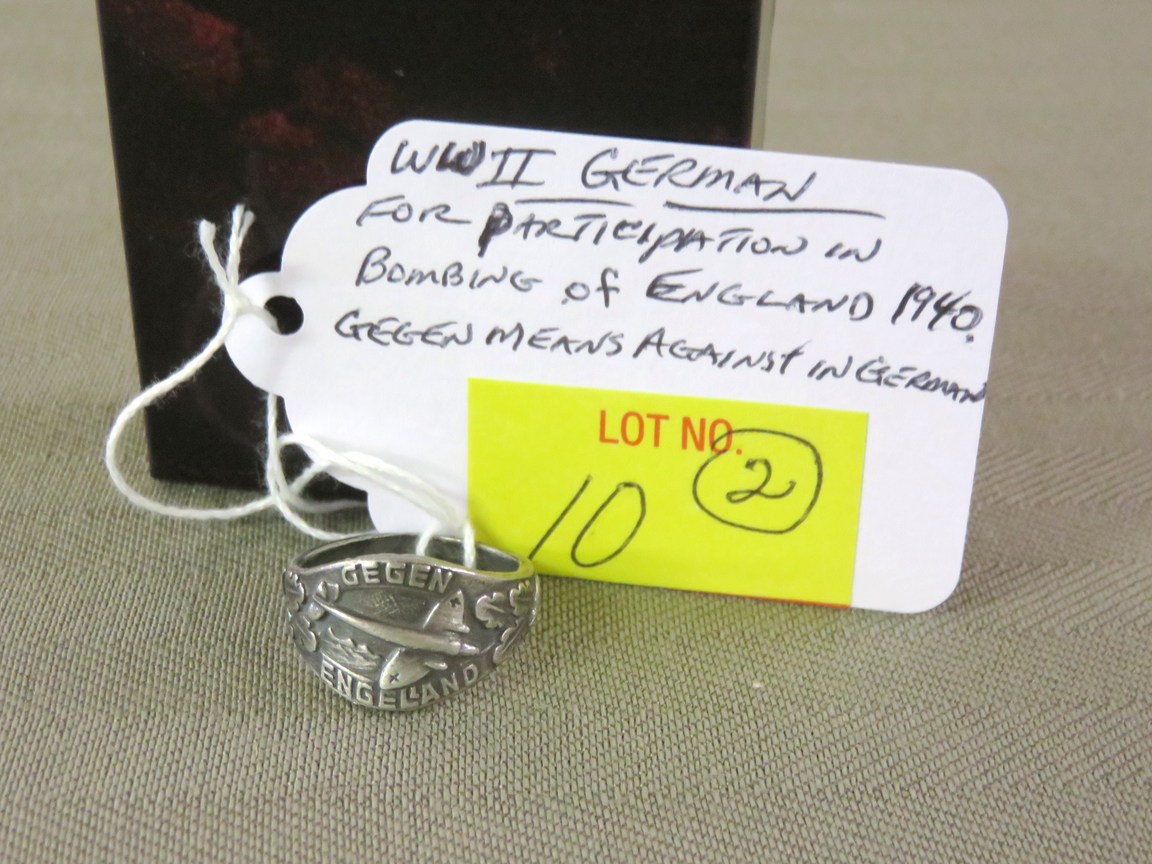 WWII GERMAN
FOR PARTICIPATION IN
BOMBING of ENGLAND 1940.
GEGEN MEANS AGAINST IN GERMAN
LOT NO.
10 2
GEGEN
ENGELLAND